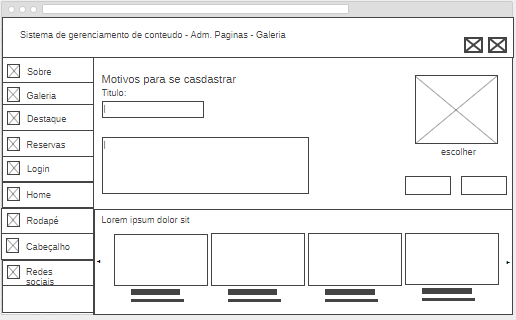 Sistema de gerenciamento de conteudo - Adm. Paginas - Galeria
Sobre
Galeria
Destaque
Reservas
Login
Home
Rodapé
Cabeçalho
Redes
sociais
Motivos para se casdastrar
Titulo:
escolher
Lorem ipsum dolor sit